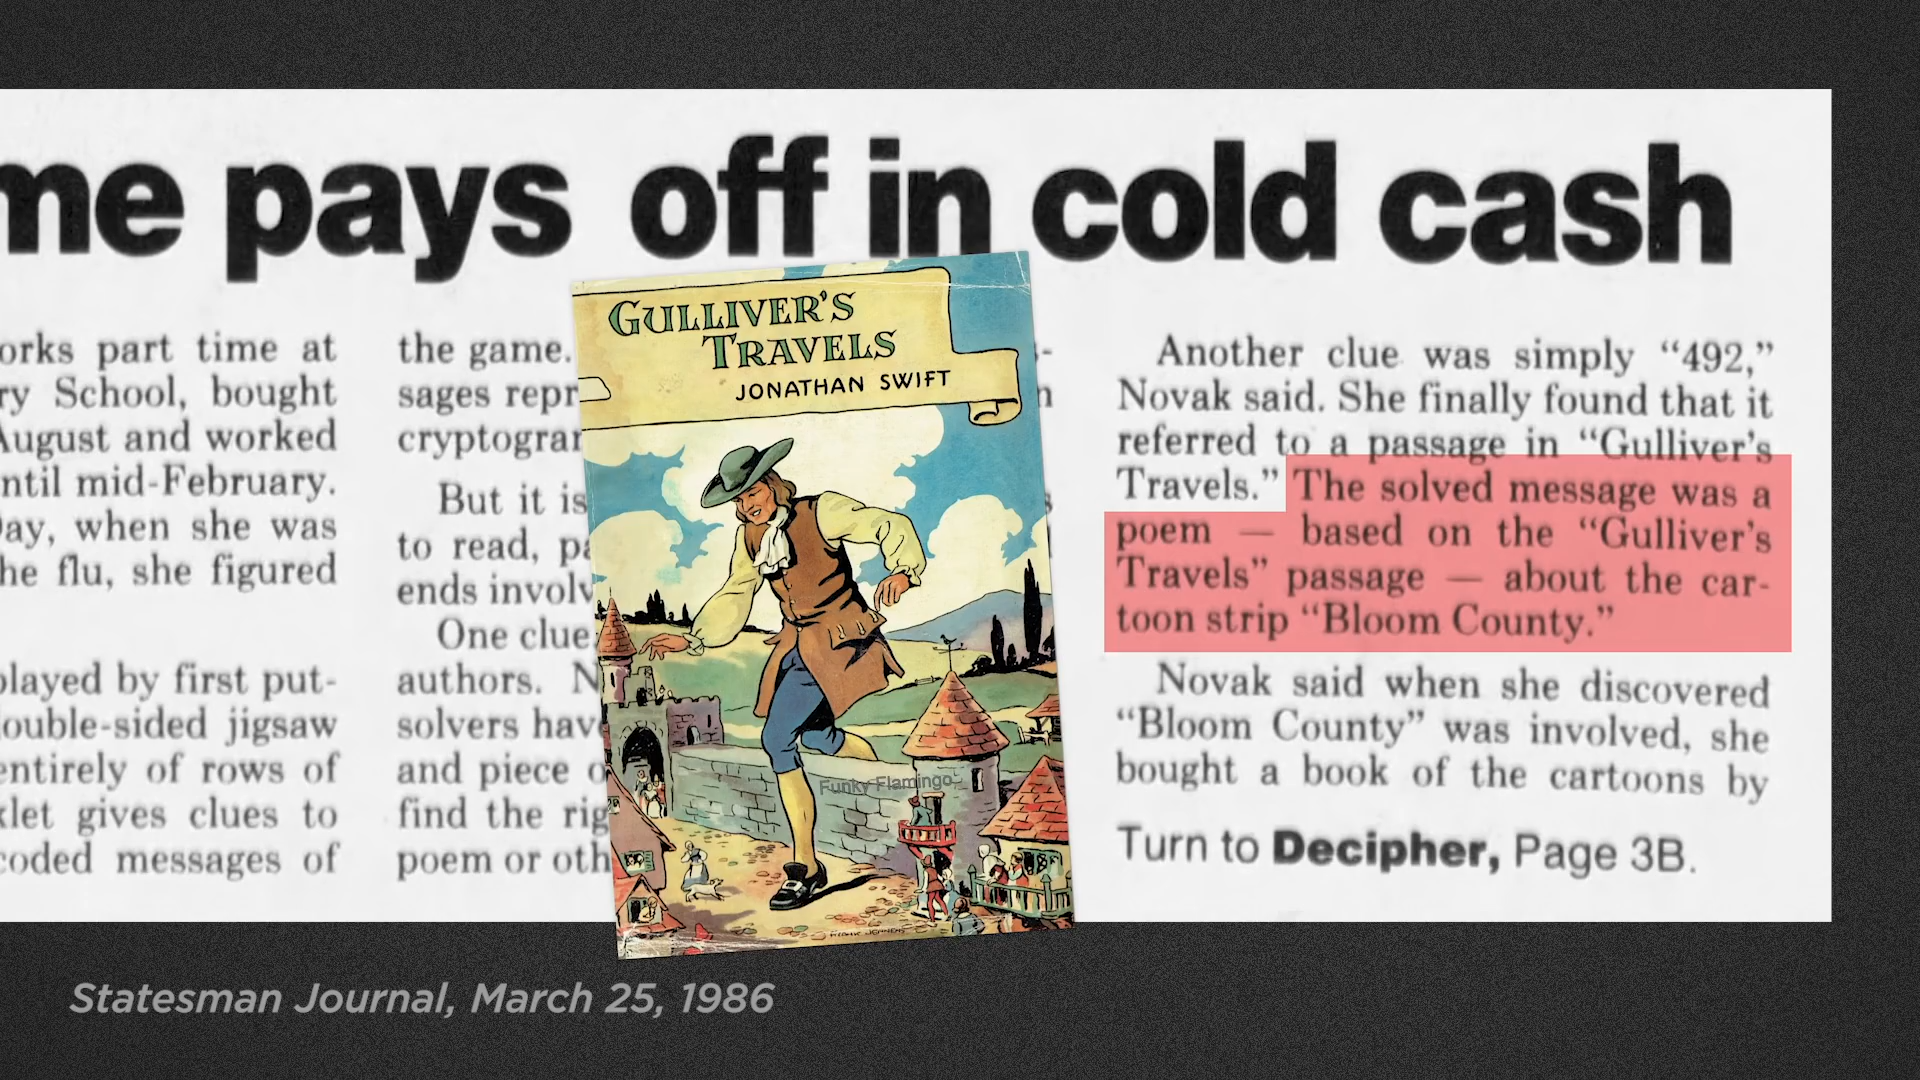 me pays off in cold cash
orks part time at
ry School, bought
August and worked
ntil mid-February.
Day, when she was
he flu, she figured
played by first put-
double-sided jigsaw
entirely of rows of
klet gives clues to
coded messages of
the game.
sages repr
cryptogra
But it is
to read, pa
ends involv
One clue
authors. N
solvers have
and piece o
find the rig
poem or oth
GULLIVER'S
TRAVELS
JONATHAN SWIFT
Funky Flamingo
Another clue was simply “492,”
Novak said. She finally found that it
referred to a passage in “Gulliver's
Travels.” The solved message was a
poem — based on the “Gulliver's
Travels” passage — about the car-
toon strip “Bloom County.”
Novak said when she discovered
“Bloom County” was involved, she
bought a book of the cartoons by
Turn to Decipher, Page 3B.
Statesman Journal, March 25, 1986